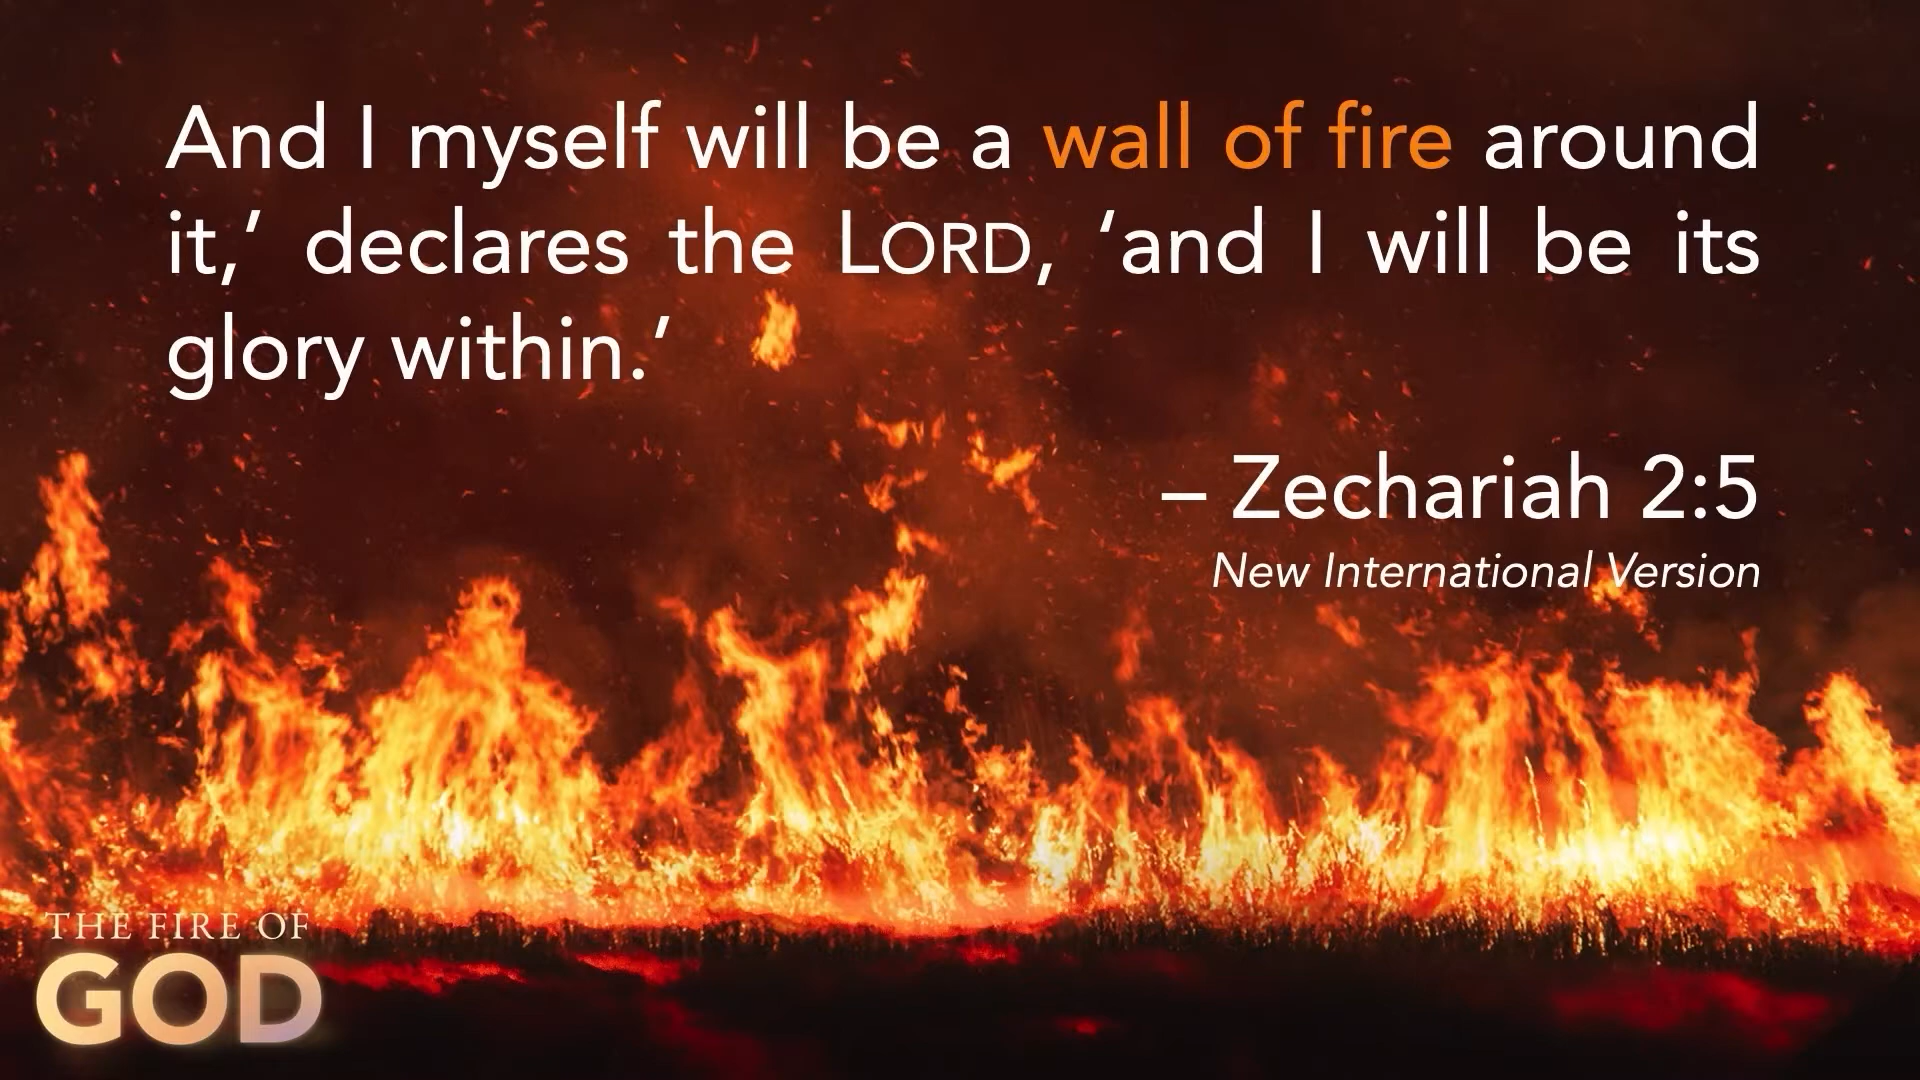 And I myself will be a wall of fire around
it,’ declares the LORD, ‘and I will be its
glory within.’
– Zechariah 2:5
New International Version
THE FIRE OF
GOD